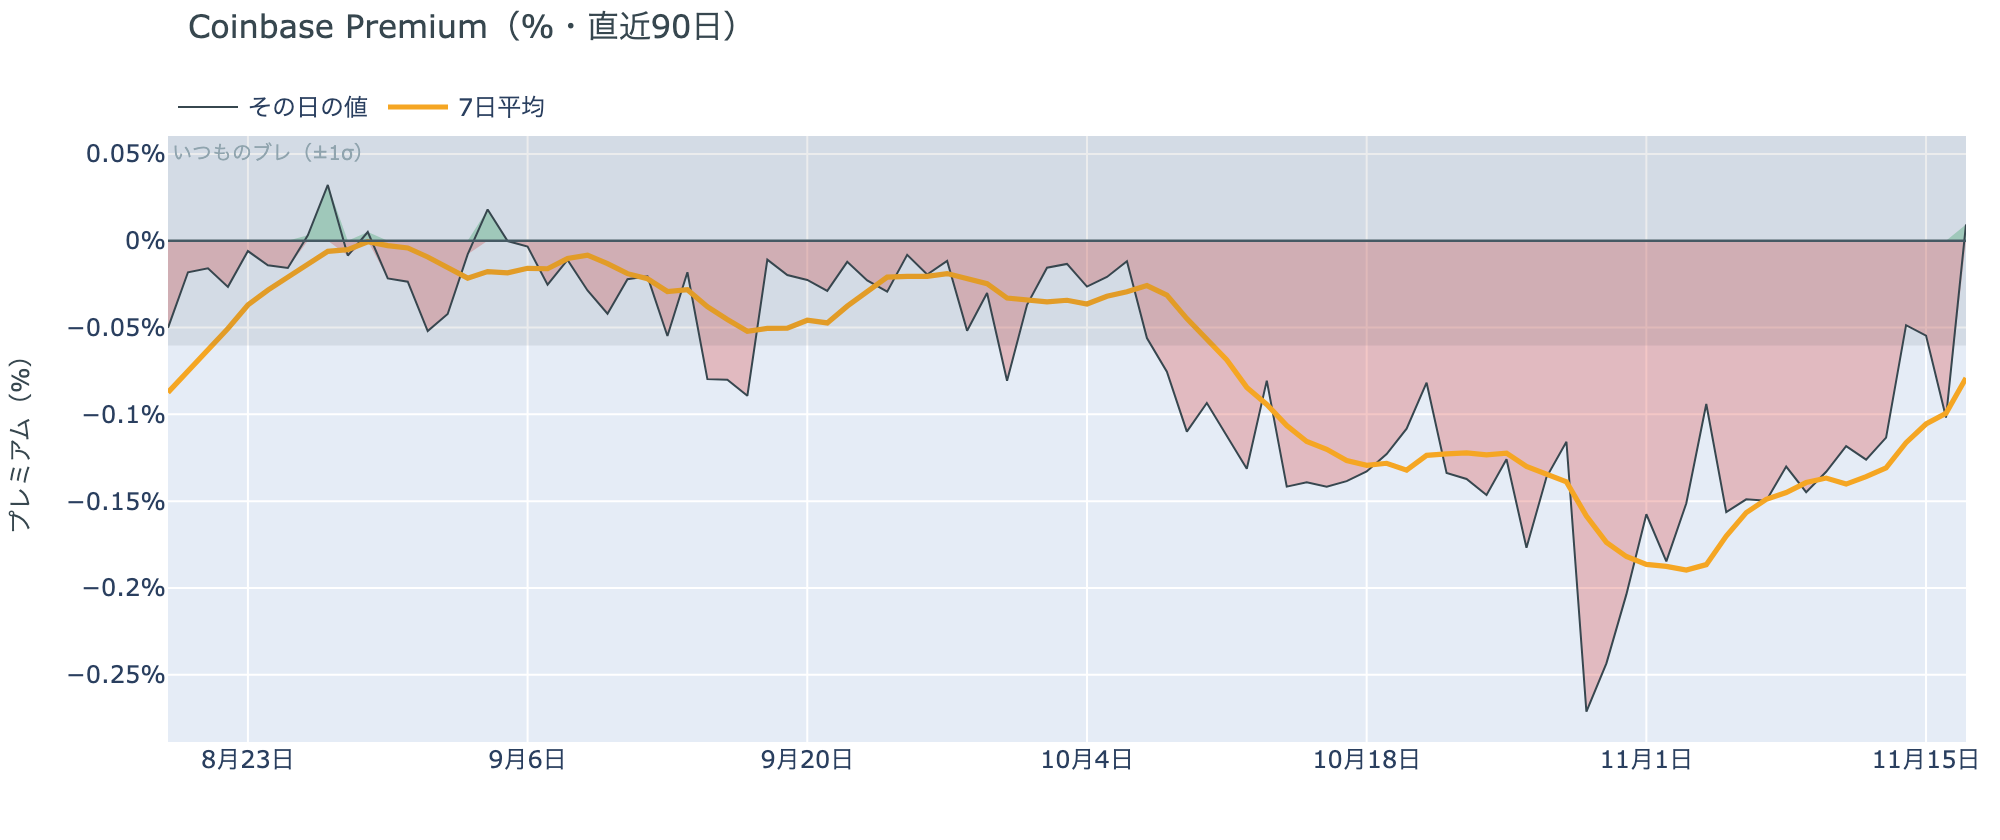 Coinbase Premium（%・直近90日）
その日の値
7日平均
いつものブレ（±1σ）
プレミアム（%）
0.05%
0%
−0.05%
−0.1%
−0.15%
−0.2%
−0.25%
8月23日
9月6日
9月20日
10月4日
10月18日
11月1日
11月15日